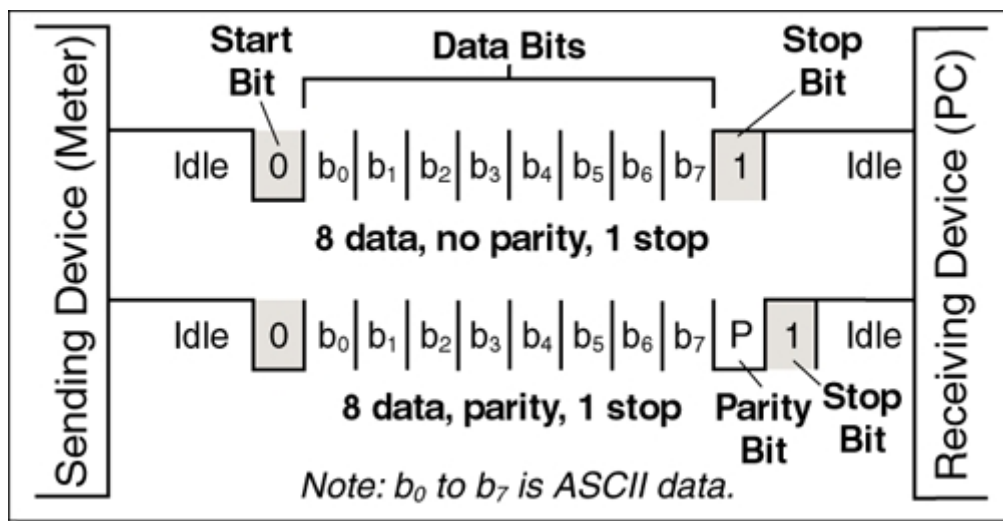 Sending Device (Meter)
Start
Bit
Data Bits
Stop
Bit
Idle 0 b₀ b₁ b₂ b₃ b₄ b₅ b₆ b₇ 1 Idle
8 data, no parity, 1 stop
Idle 0 b₀ b₁ b₂ b₃ b₄ b₅ b₆ b₇ P 1 Idle
8 data, parity, 1 stop
Parity
Bit
Stop
Bit
Note: b₀ to b₇ is ASCII data.
Receiving Device (PC)